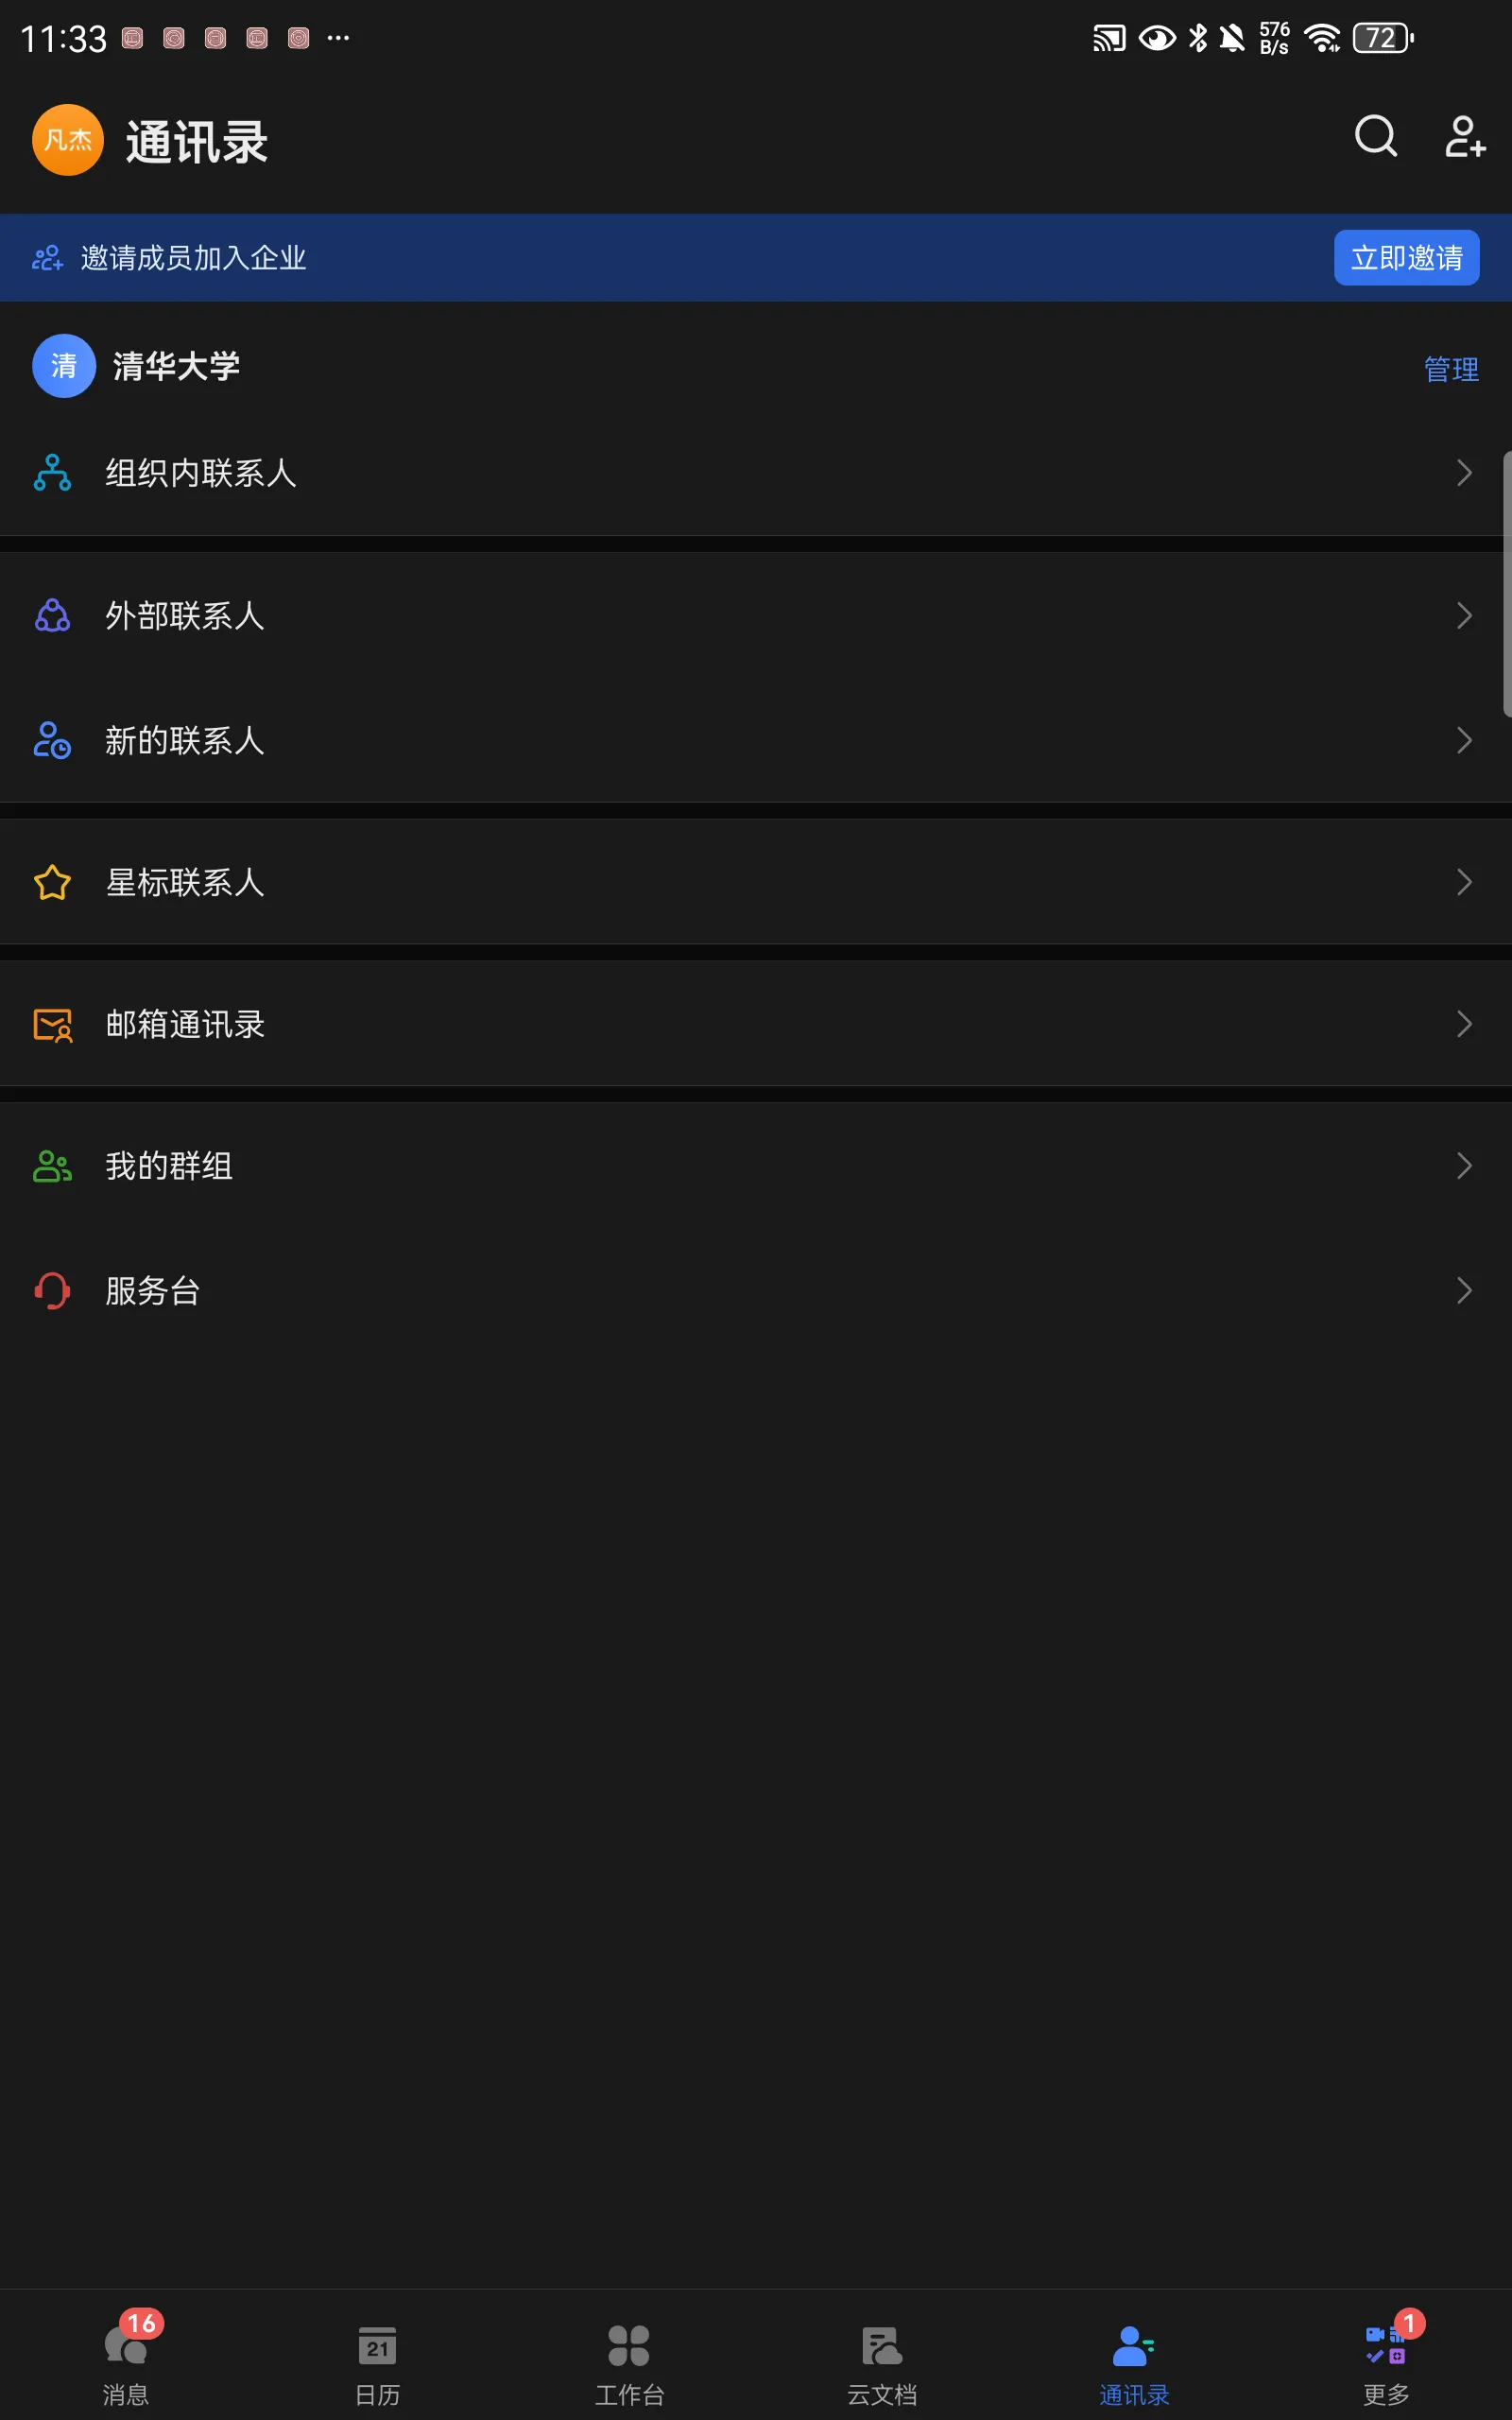 11:33
576 B/s
72
凡杰 通讯录
邀请成员加入企业 立即邀请
清 清华大学 管理
组织内联系人
外部联系人
新的联系人
星标联系人
邮箱通讯录
我的群组
服务台
16 消息
21 日历
工作台
云文档
通讯录
1 更多